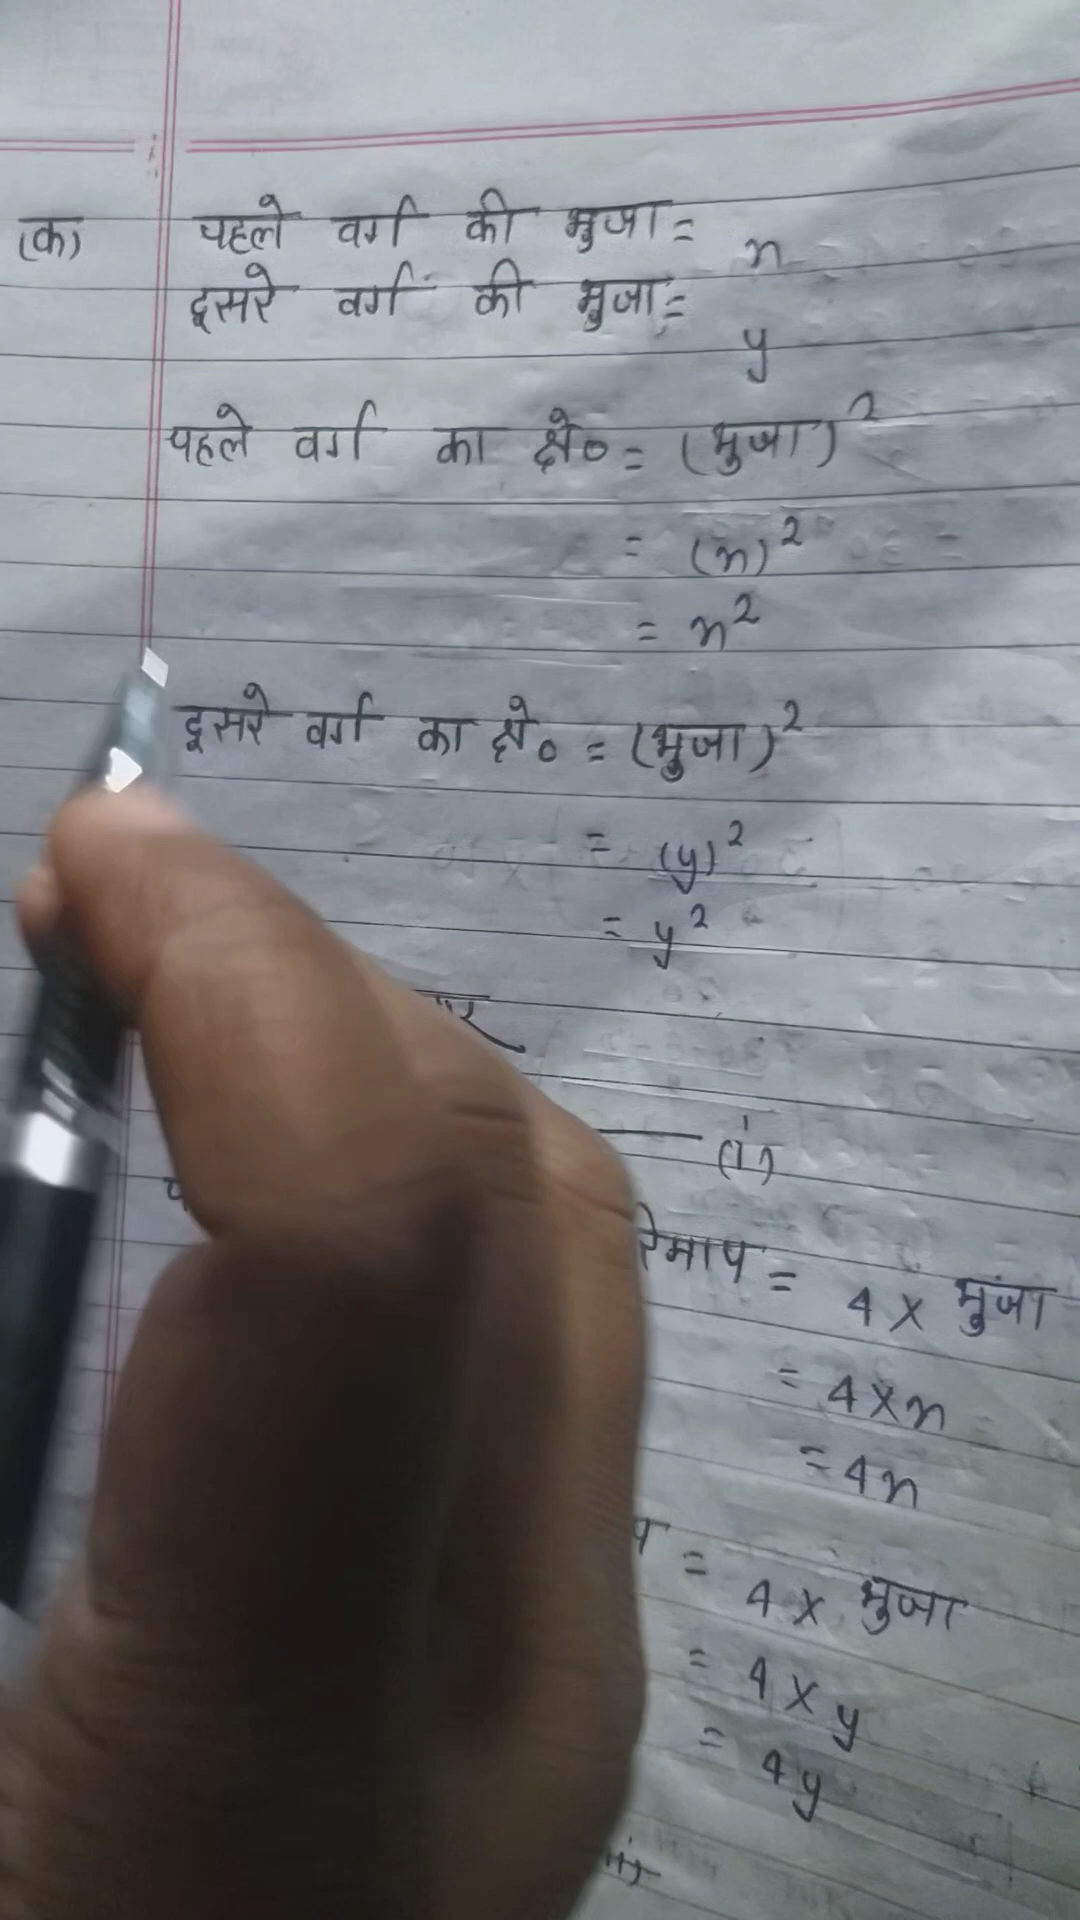 (क) पहले वर्ग की भुजा = x
दूसरे वर्ग की भुजा = y
पहले वर्ग का क्षे० = (भुजा)²
= (x)²
= x²
दूसरे वर्ग का क्षे० = (भुजा)²
= (y)²
= y²
(i)
= 4 × भुजा
= 4 × x
= 4x
= 4 × भुजा
= 4 × y
= 4y